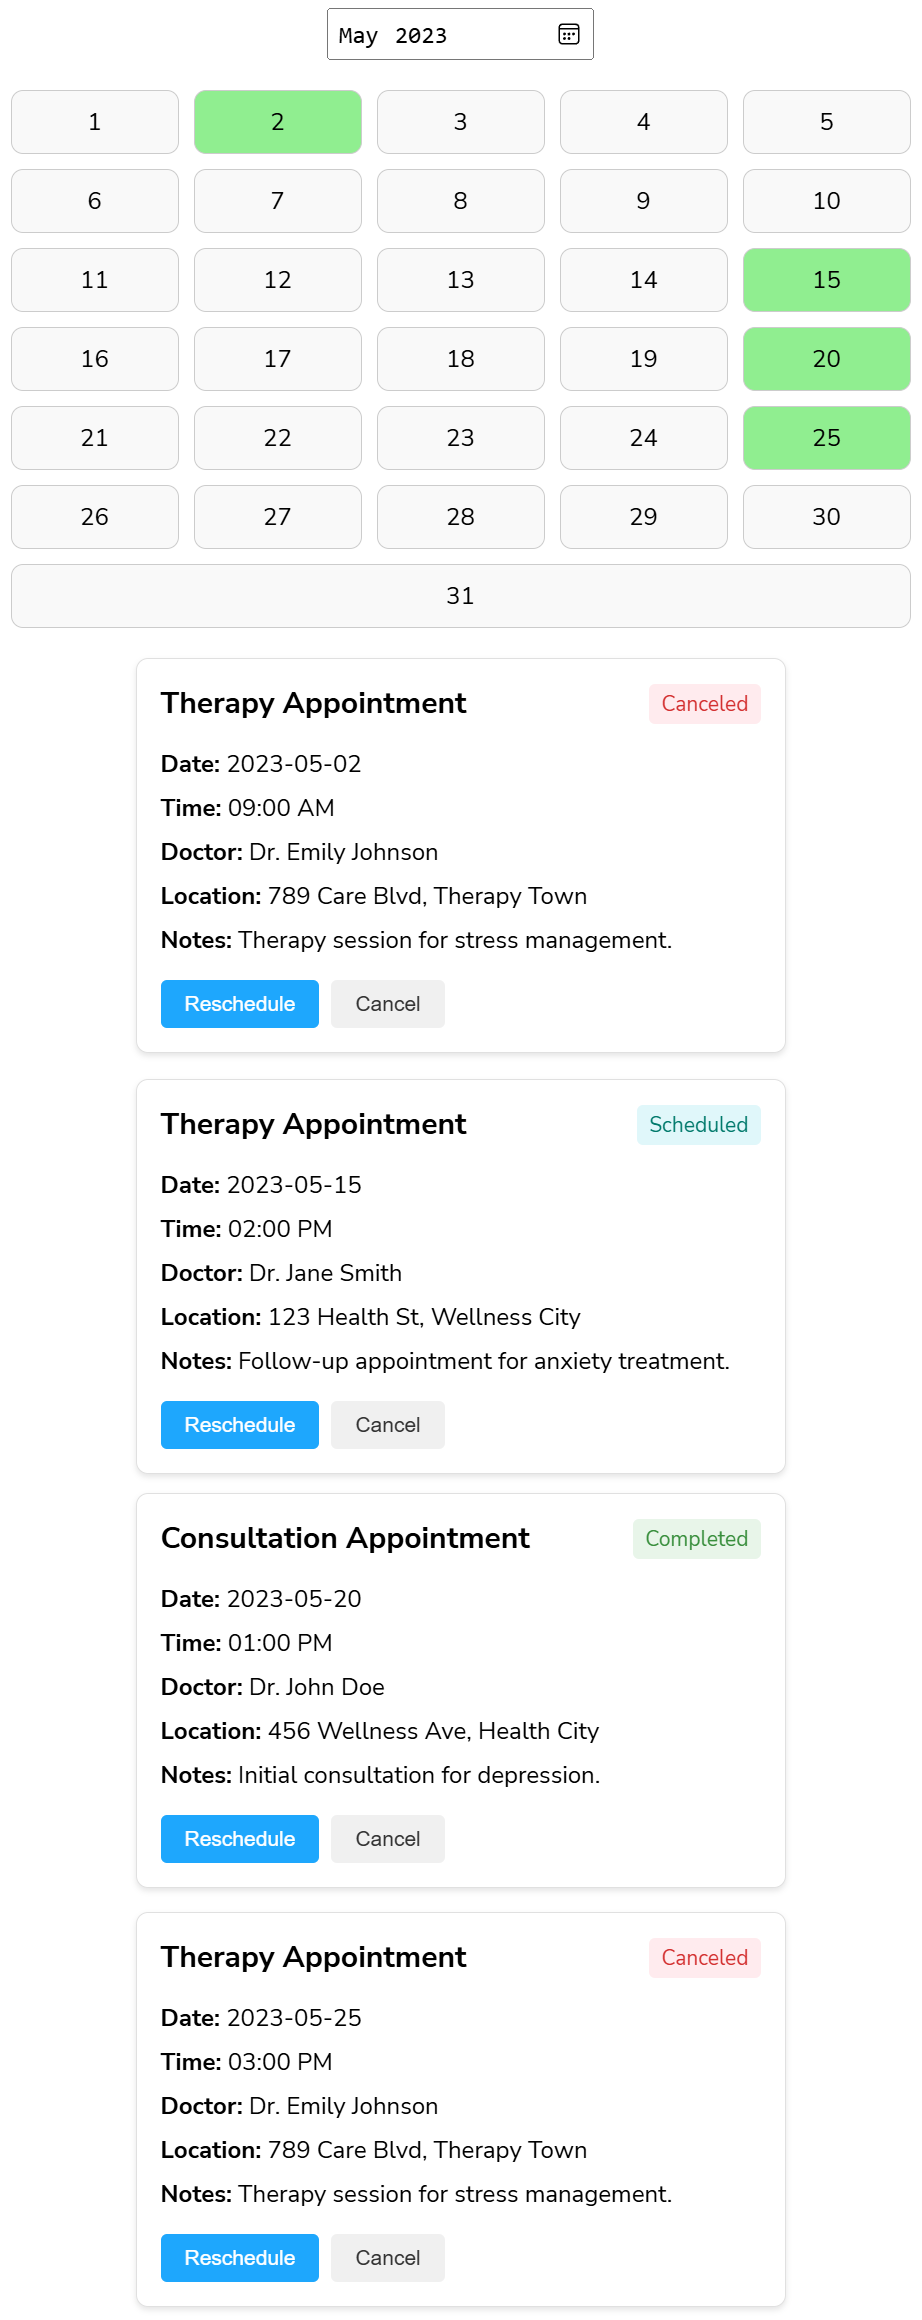 May 2023
1 2 3 4 5
6 7 8 9 10
11 12 13 14 15
16 17 18 19 20
21 22 23 24 25
26 27 28 29 30
31
Therapy Appointment Canceled
Date: 2023-05-02
Time: 09:00 AM
Doctor: Dr. Emily Johnson
Location: 789 Care Blvd, Therapy Town
Notes: Therapy session for stress management.
Reschedule Cancel
Therapy Appointment Scheduled
Date: 2023-05-15
Time: 02:00 PM
Doctor: Dr. Jane Smith
Location: 123 Health St, Wellness City
Notes: Follow-up appointment for anxiety treatment.
Reschedule Cancel
Consultation Appointment Completed
Date: 2023-05-20
Time: 01:00 PM
Doctor: Dr. John Doe
Location: 456 Wellness Ave, Health City
Notes: Initial consultation for depression.
Reschedule Cancel
Therapy Appointment Canceled
Date: 2023-05-25
Time: 03:00 PM
Doctor: Dr. Emily Johnson
Location: 789 Care Blvd, Therapy Town
Notes: Therapy session for stress management.
Reschedule Cancel